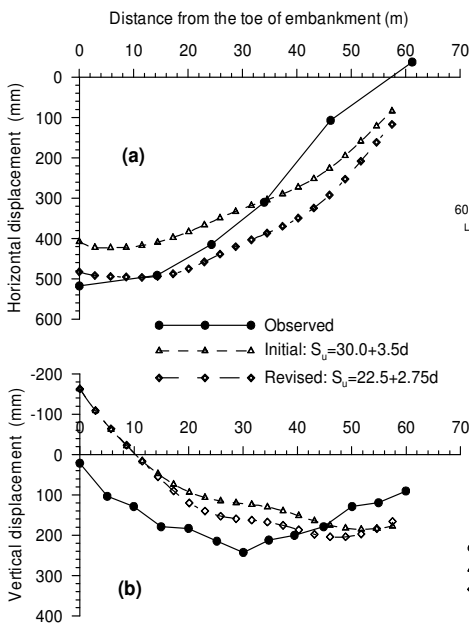 Distance from the toe of embankment (m)
0 10 20 30 40 50 60 70
0
100
200
300
400
500
600
Horizontal displacement (mm)
(a)
60
L
Observed
Initial: Su=30.0+3.5d
Revised: Su=22.5+2.75d
-200
-100
0
100
200
300
400
0 10 20 30 40 50 60 70
Vertical displacement (mm)
(b)